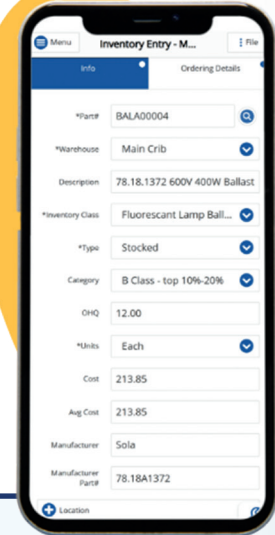 Menu
Inventory Entry - M...
File
Info
Ordering Details
*Part#
BALA00004
*Warehouse
Main Crib
Description
78.18.1372 600V 400W Ballast
*Inventory Class
Fluorescant Lamp Ball...
*Type
Stocked
Category
B Class - top 10%-20%
OHQ
12.00
*Units
Each
Cost
213.85
Avg Cost
213.85
Manufacturer
Sola
Manufacturer
Part#
78.18A1372
Location